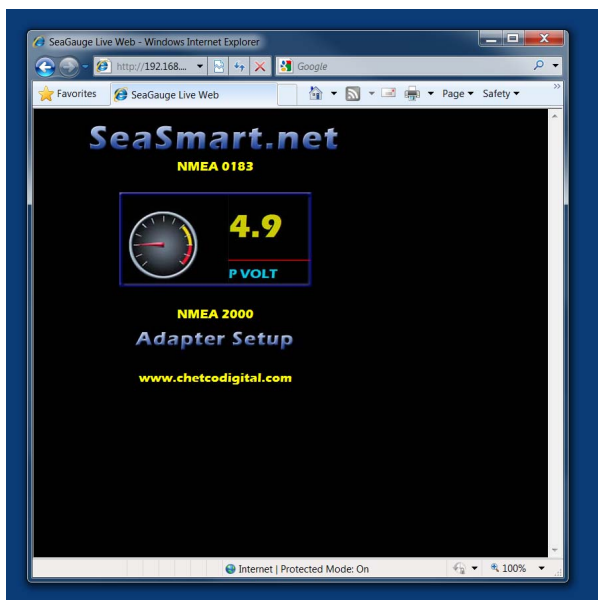 SeaGauge Live Web - Windows Internet Explorer
http://192.168....
Google
Favorites
SeaGauge Live Web
Page
Safety
»
SeaSmart.net
NMEA 0183
4.9
P VOLT
NMEA 2000
Adapter Setup
www.chetcodigital.com
Internet | Protected Mode: On
100%